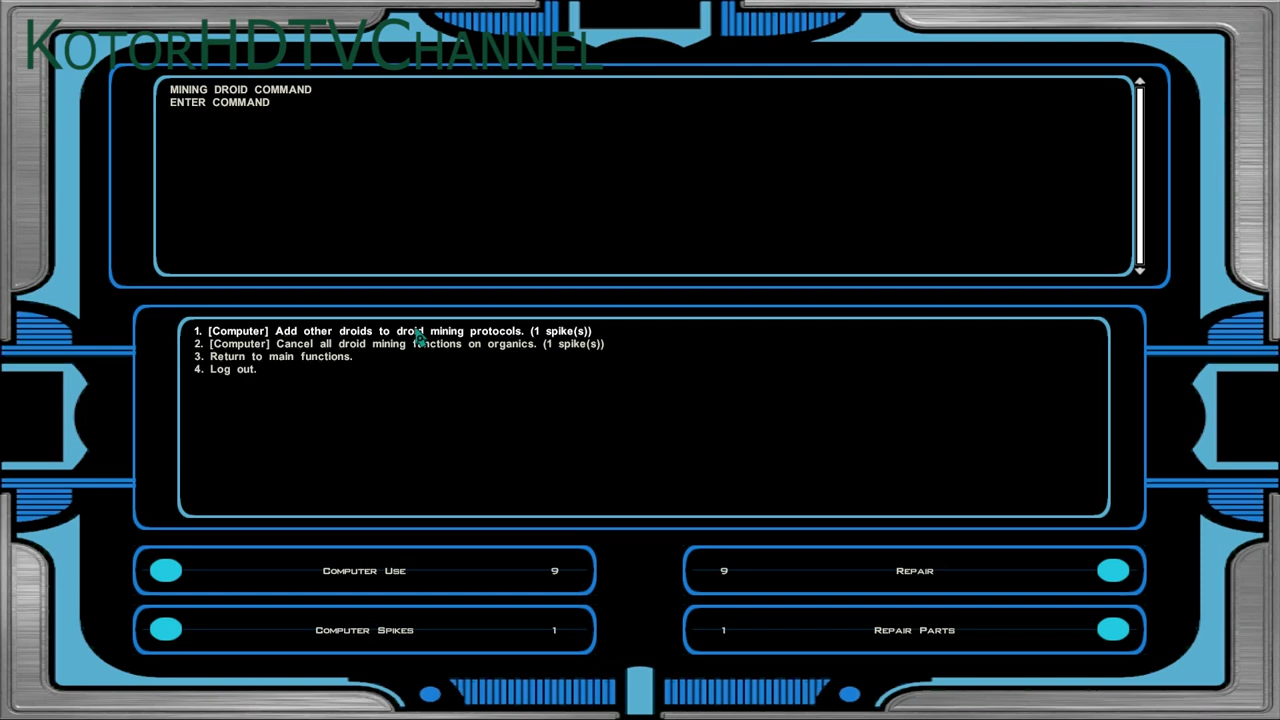 KOTORHDTVCHANNEL
MINING DROID COMMAND
ENTER COMMAND
1. [Computer] Add other droids to droid mining protocols. (1 spike(s))
2. [Computer] Cancel all droid mining functions on organics. (1 spike(s))
3. Return to main functions.
4. Log out.
COMPUTER USE 9
9 REPAIR
COMPUTER SPIKES 1
1 REPAIR PARTS